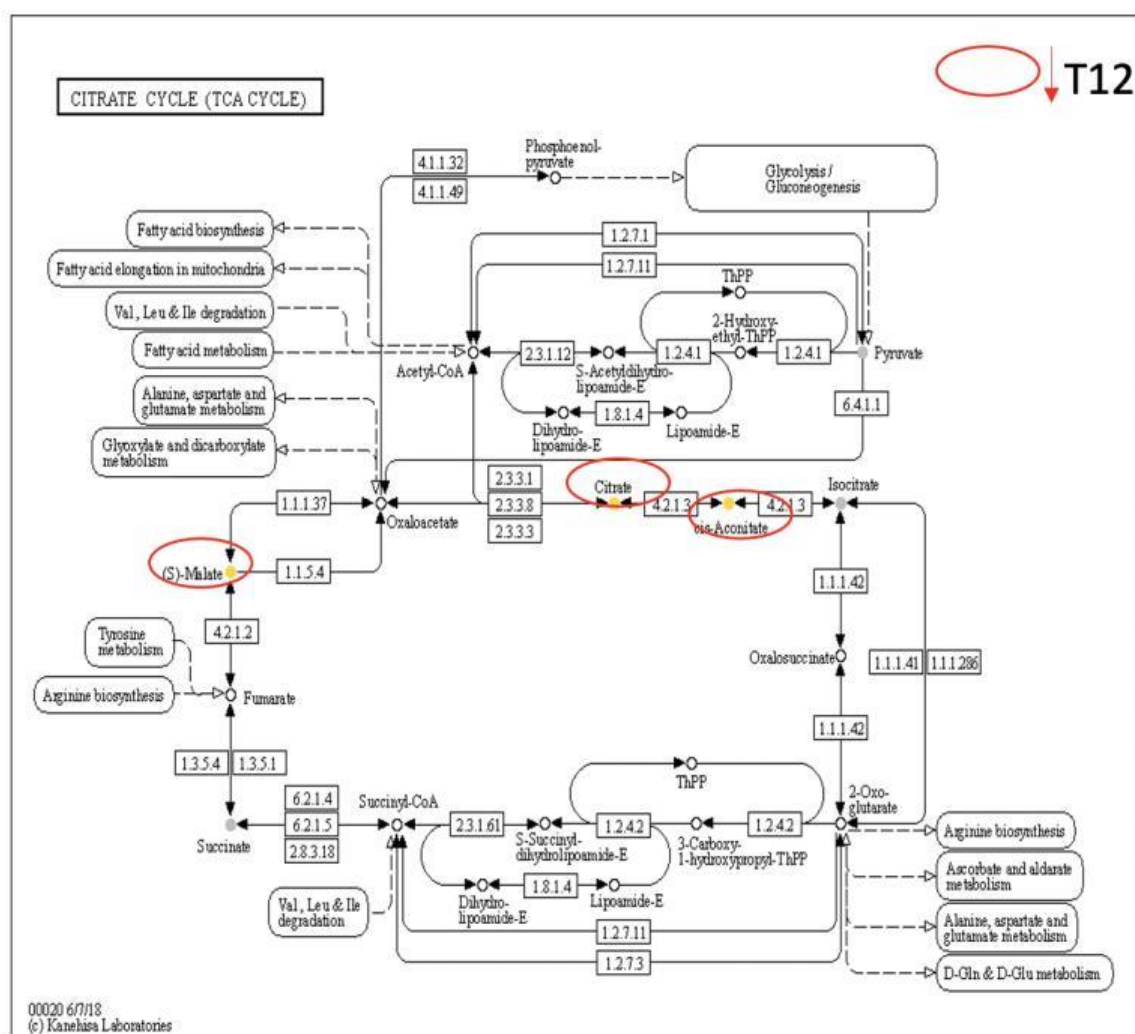 T12
CITRATE CYCLE (TCA CYCLE)
Phosphoenol-
pyruvate
4.1.1.32
4.1.1.49
Glycolysis /
Gluconeogenesis
Fatty acid biosynthesis
Fatty acid elongation in mitochondria
Val, Leu & Ile degradation
Fatty acid metabolism
Alanine, aspartate and
glutamate metabolism
Glyoxylate and dicarboxylate
metabolism
1.2.7.1
1.2.7.11
ThPP
2-Hydroxy-
ethyl-ThPP
Acetyl-CoA
2.3.1.12
S-Acetyldihydro-
lipoamide-E
1.2.4.1
1.2.4.1
Pyruvate
Dihydro-
lipoamide-E
1.8.1.4
Lipoamide-E
6.4.1.1
1.1.1.37
Oxaloacetate
2.3.3.1
2.3.3.8
2.3.3.3
Citrate
4.2.1.3
cis-Aconitate
4.2.1.3
Isocitrate
(S)-Malate
1.1.5.4
4.2.1.2
1.1.1.42
Tyrosine
metabolism
Arginine biosynthesis
Fumarate
Oxalosuccinate
1.1.1.41
1.1.1.286
1.1.1.42
1.3.5.4
1.3.5.1
ThPP
Succinate
6.2.1.4
6.2.1.5
2.8.3.18
Succinyl-CoA
2.3.1.61
S-Succinyl-
dihydrolipoamide-E
1.2.4.2
3-Carboxy-
1-hydroxypropyl-ThPP
1.2.4.2
2-Oxo-
glutarate
Val, Leu & Ile
degradation
Dihydro-
lipoamide-E
1.8.1.4
Lipoamide-E
1.2.7.11
1.2.7.3
Arginine biosynthesis
Ascorbate and aldarate
metabolism
Alanine, aspartate and
glutamate metabolism
D-Gln & D-Glu metabolism
00020 6/7/18
(c) Kanehisa Laboratories